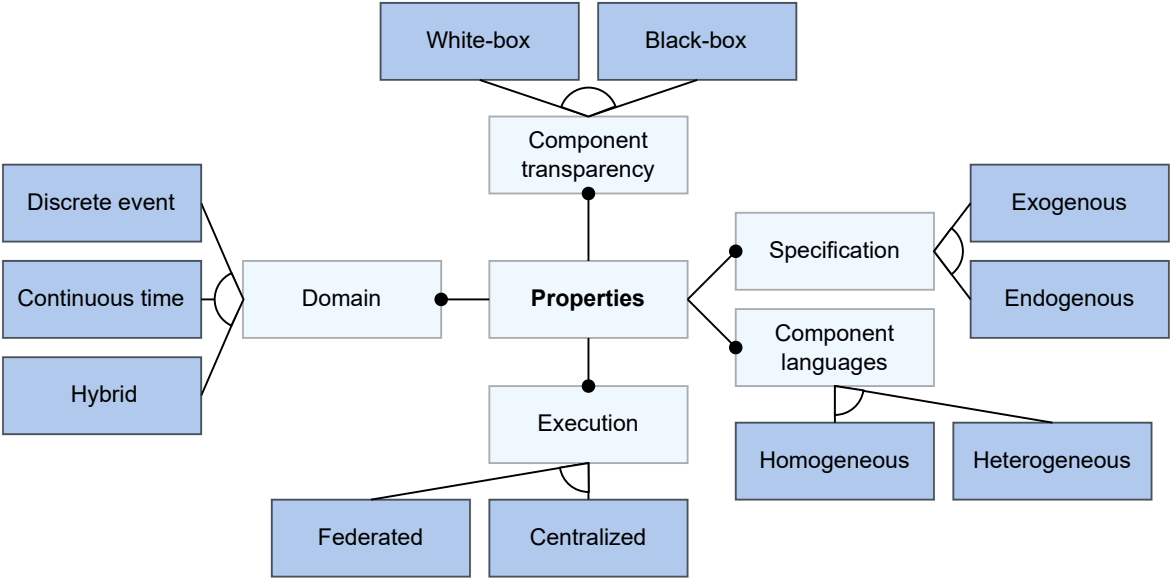 White-box
Black-box
Component
transparency
Discrete event
Continuous time
Hybrid
Domain
Properties
Specification
Exogenous
Endogenous
Component
languages
Homogeneous
Heterogeneous
Execution
Federated
Centralized